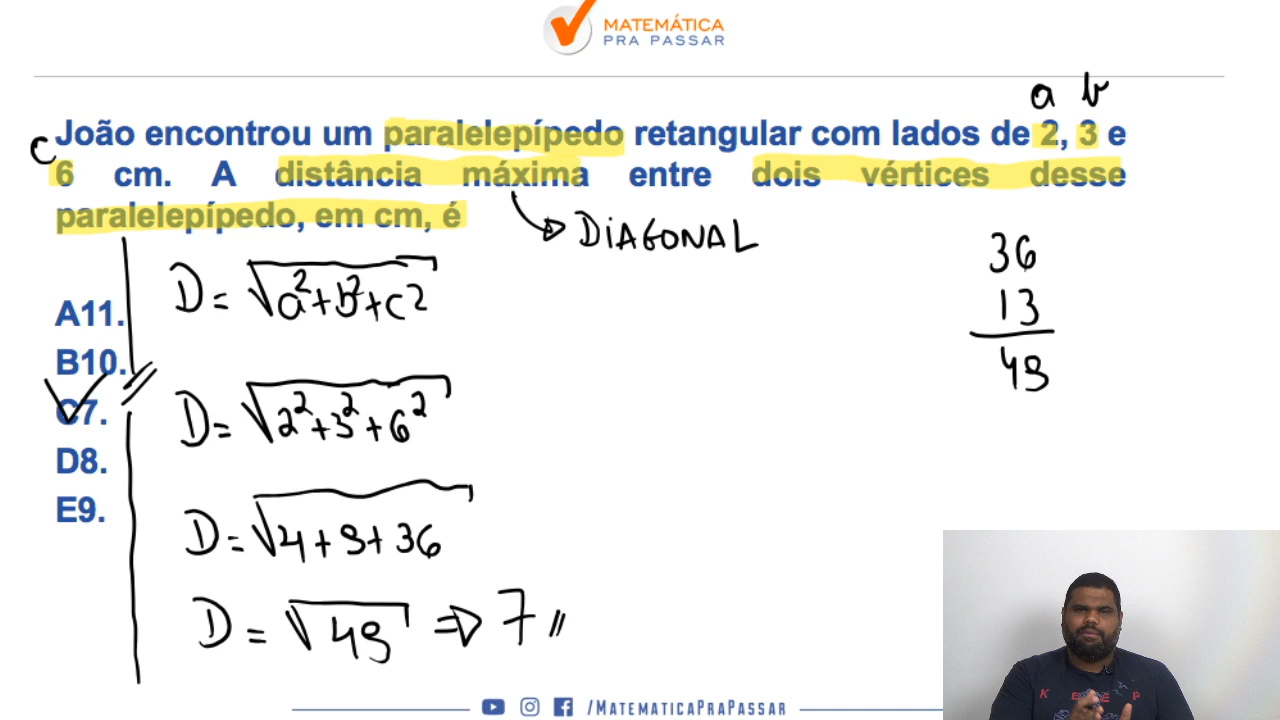 MATEMÁTICA
PRA PASSAR
a b
c João encontrou um paralelepípedo retangular com lados de 2, 3 e
6 cm. A distância máxima entre dois vértices desse
paralelepípedo, em cm, é
DIAGONAL
D = √a²+b²+c²
36
13
49
A11.
B10.
C7.
D8.
E9.
D = √2²+3²+6²
D = √4+9+36
D = √49 ⇒ 7 //
/MATEMATICAPRAPASSAR